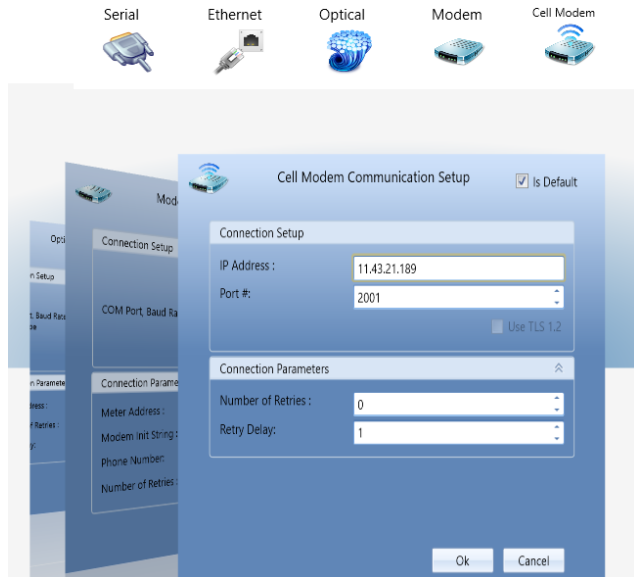 Serial Ethernet Optical Modem Cell Modem
Cell Modem Communication Setup Is Default
Connection Setup
IP Address : 11.43.21.189
Port #: 2001
Use TLS 1.2
Connection Parameters
Number of Retries : 0
Retry Delay: 1
Ok Cancel
Mod
Connection Setup
COM Port, Baud Ra
Connection Parame
Meter Address :
Modem Init String :
Phone Number:
Number of Retries :
Opti
n Setup
t, Baud Rate
pe
n Paramete
dress :
f Retries :
y: